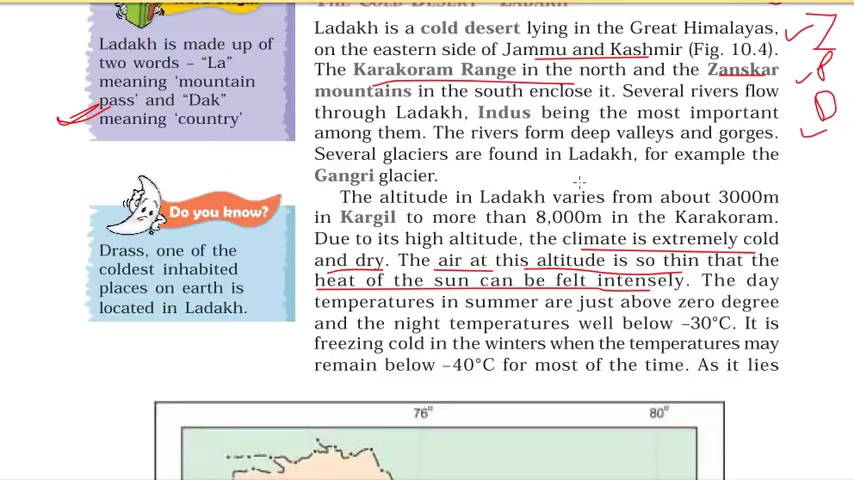 Ladakh is made up of
two words – “La”
meaning ‘mountain
pass’ and “Dak”
meaning ‘country’
Do you know?
Drass, one of the
coldest inhabited
places on earth is
located in Ladakh.
Ladakh is a cold desert lying in the Great Himalayas,
on the eastern side of Jammu and Kashmir (Fig. 10.4).
The Karakoram Range in the north and the Zanskar
mountains in the south enclose it. Several rivers flow
through Ladakh, Indus being the most important
among them. The rivers form deep valleys and gorges.
Several glaciers are found in Ladakh, for example the
Gangri glacier.
The altitude in Ladakh varies from about 3000m
in Kargil to more than 8,000m in the Karakoram.
Due to its high altitude, the climate is extremely cold
and dry. The air at this altitude is so thin that the
heat of the sun can be felt intensely. The day
temperatures in summer are just above zero degree
and the night temperatures well below –30°C. It is
freezing cold in the winters when the temperatures may
remain below –40°C for most of the time. As it lies
76°
80°